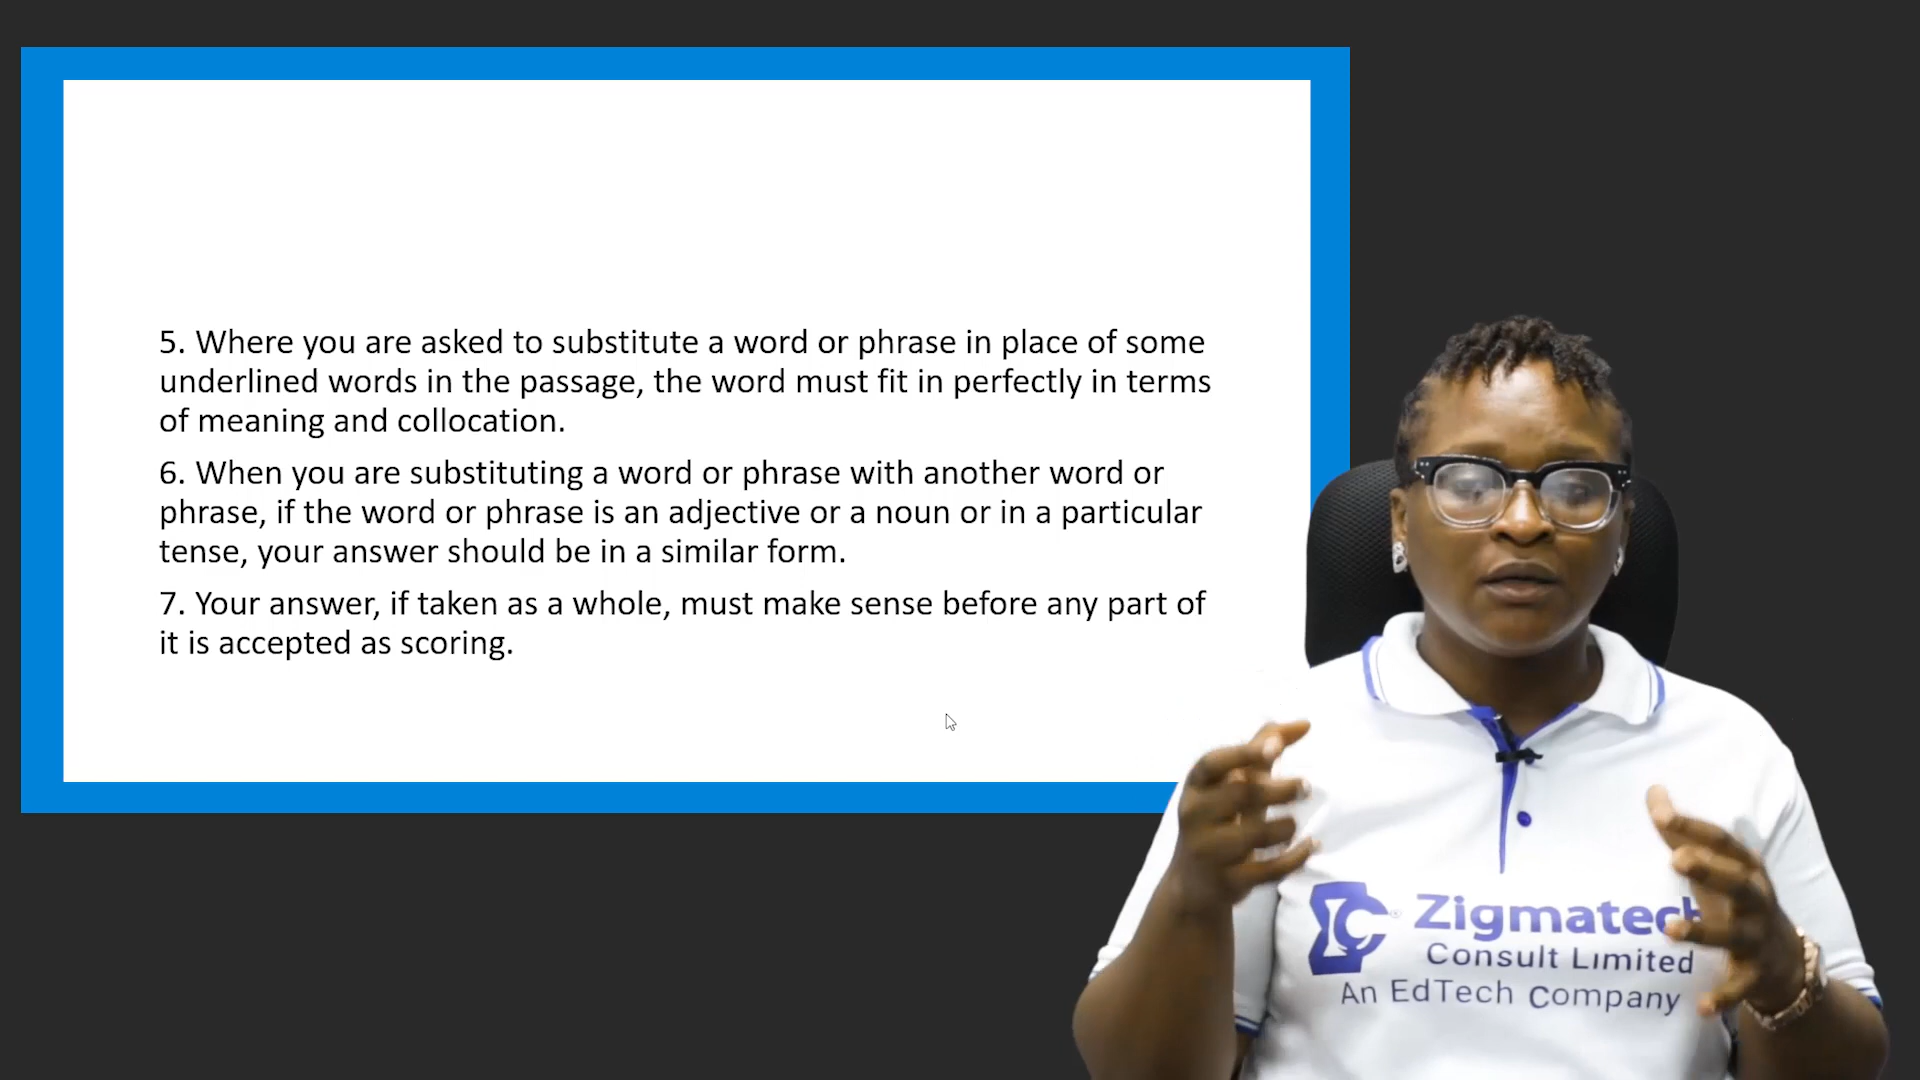 5. Where you are asked to substitute a word or phrase in place of some
underlined words in the passage, the word must fit in perfectly in terms
of meaning and collocation.
6. When you are substituting a word or phrase with another word or
phrase, if the word or phrase is an adjective or a noun or in a particular
tense, your answer should be in a similar form.
7. Your answer, if taken as a whole, must make sense before any part of
it is accepted as scoring.
Zigmatech
Consult Limited
An EdTech Company